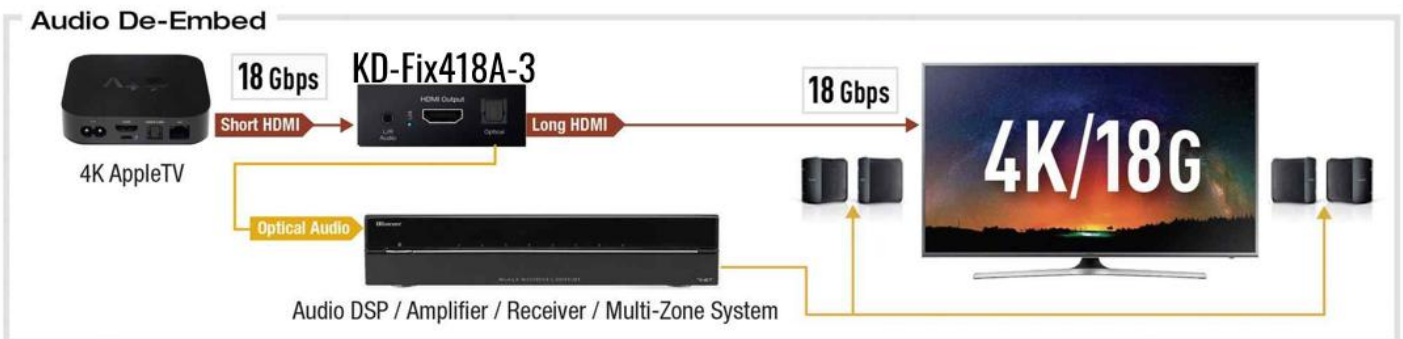 Audio De-Embed
18 Gbps
KD-Fix418A-3
18 Gbps
HDMI Output
L/R
Audio
Optical
Short HDMI
Long HDMI
4K/18G
4K AppleTV
Optical Audio
Audio DSP / Amplifier / Receiver / Multi-Zone System